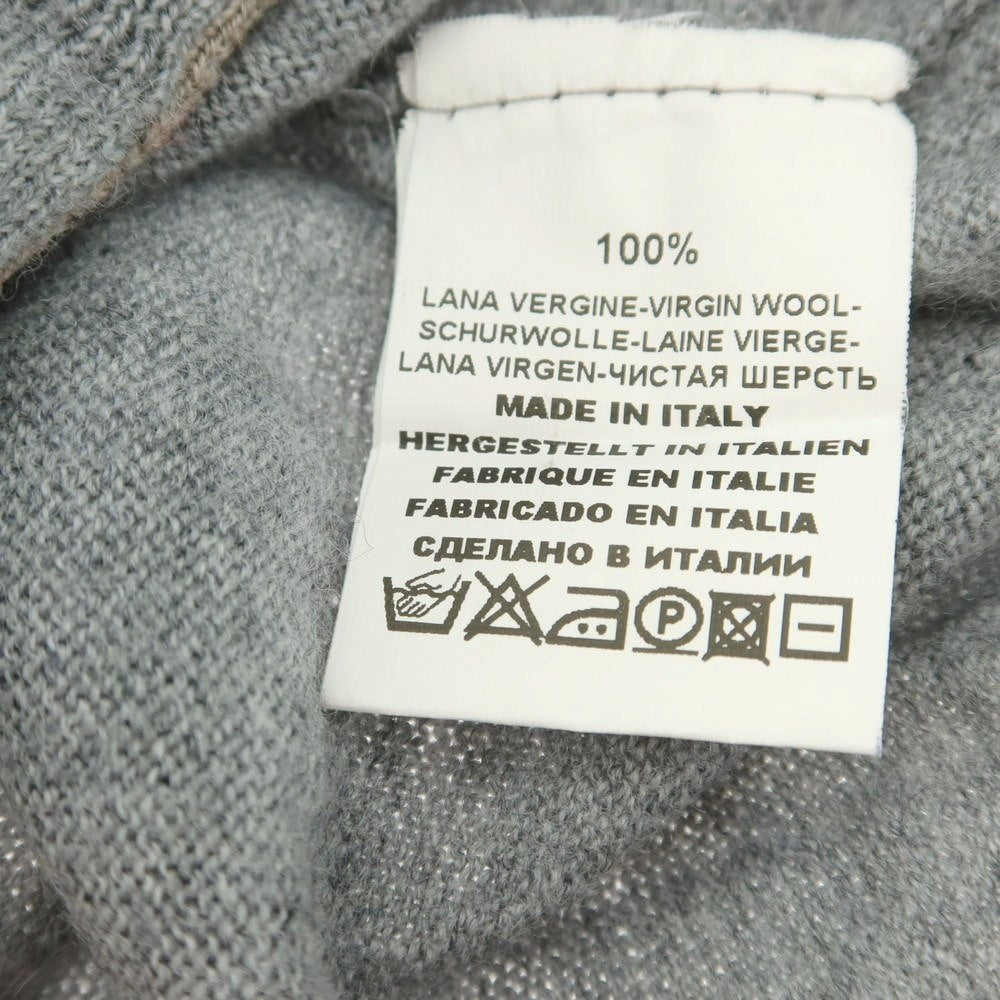 100%
LANA VERGINE-VIRGIN WOOL-
SCHURWOLLE-LAINE VIERGE-
LANA VIRGEN-ЧИСТАЯ ШЕРСТЬ
MADE IN ITALY
HERGESTELLT IN ITALIEN
FABRIQUE EN ITALIE
FABRICADO EN ITALIA
СДЕЛАНО В ИТАЛИИ
P